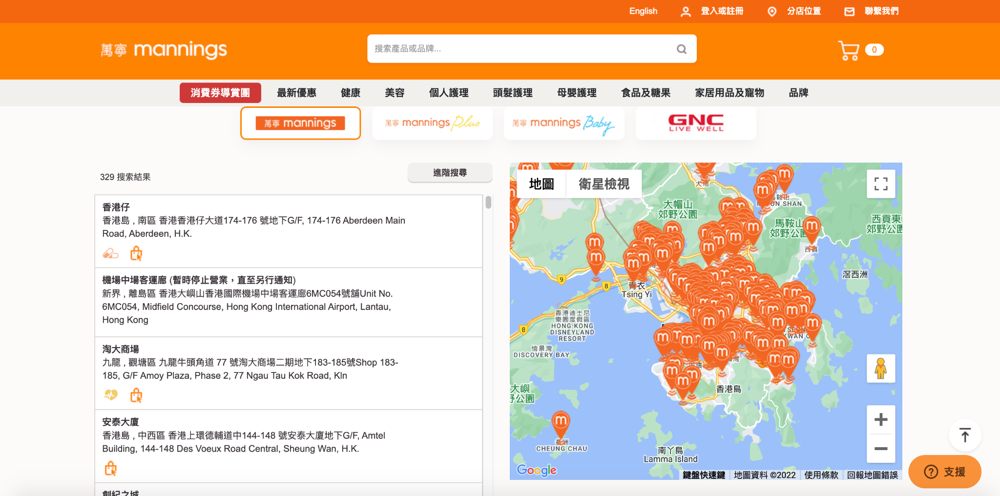 English
登入或註冊
分店位置
聯繫我們
萬寧 mannings
搜索產品或品牌...
0
消費券導賞團
最新優惠
健康
美容
個人護理
頭髮護理
母嬰護理
食品及糖果
家居用品及寵物
品牌
萬寧 mannings
萬寧 mannings Plus
萬寧 mannings Baby
GNC
LIVE WELL
329 搜索結果
進階搜尋
香港仔
香港島 , 南區 香港香港仔大道174-176 號地下G/F, 174-176 Aberdeen Main
Road, Aberdeen, H.K.
機場中場客運廊 (暫時停止營業，直至另行通知)
新界 , 離島區 香港大嶼山香港國際機場中場客運廊6MC054號舖Unit No.
6MC054, Midfield Concourse, Hong Kong International Airport, Lantau,
Hong Kong
淘大商場
九龍 , 觀塘區 九龍牛頭角道 77 號淘大商場二期地下183-185號Shop 183-
185, G/F Amoy Plaza, Phase 2, 77 Ngau Tau Kok Road, Kln
安泰大廈
香港島 , 中西區 香港上環德輔道中144-148 號安泰大廈地下G/F, Amtel
Building, 144-148 Des Voeux Road Central, Sheung Wan, H.K.
創紀之城
地圖
衛星檢視
大埔
大帽山
郊野公園
馬鞍山
ON SHAN
馬鞍山
郊野公園
西貢東
郊野公園
西貢
滘西洲
9
8
青衣
Tsing Yi
香港迪士尼
樂園度假區
HONG KONG
DISNEYLAND
RESORT
8
愉景灣
DISCOVERY BAY
大嶼
野公園
香港島
長洲
CHEUNG CHAU
南丫島
Lamma Island
Google
鍵盤快速鍵
地圖資料 ©2022
使用條款
回報地圖錯誤
支援